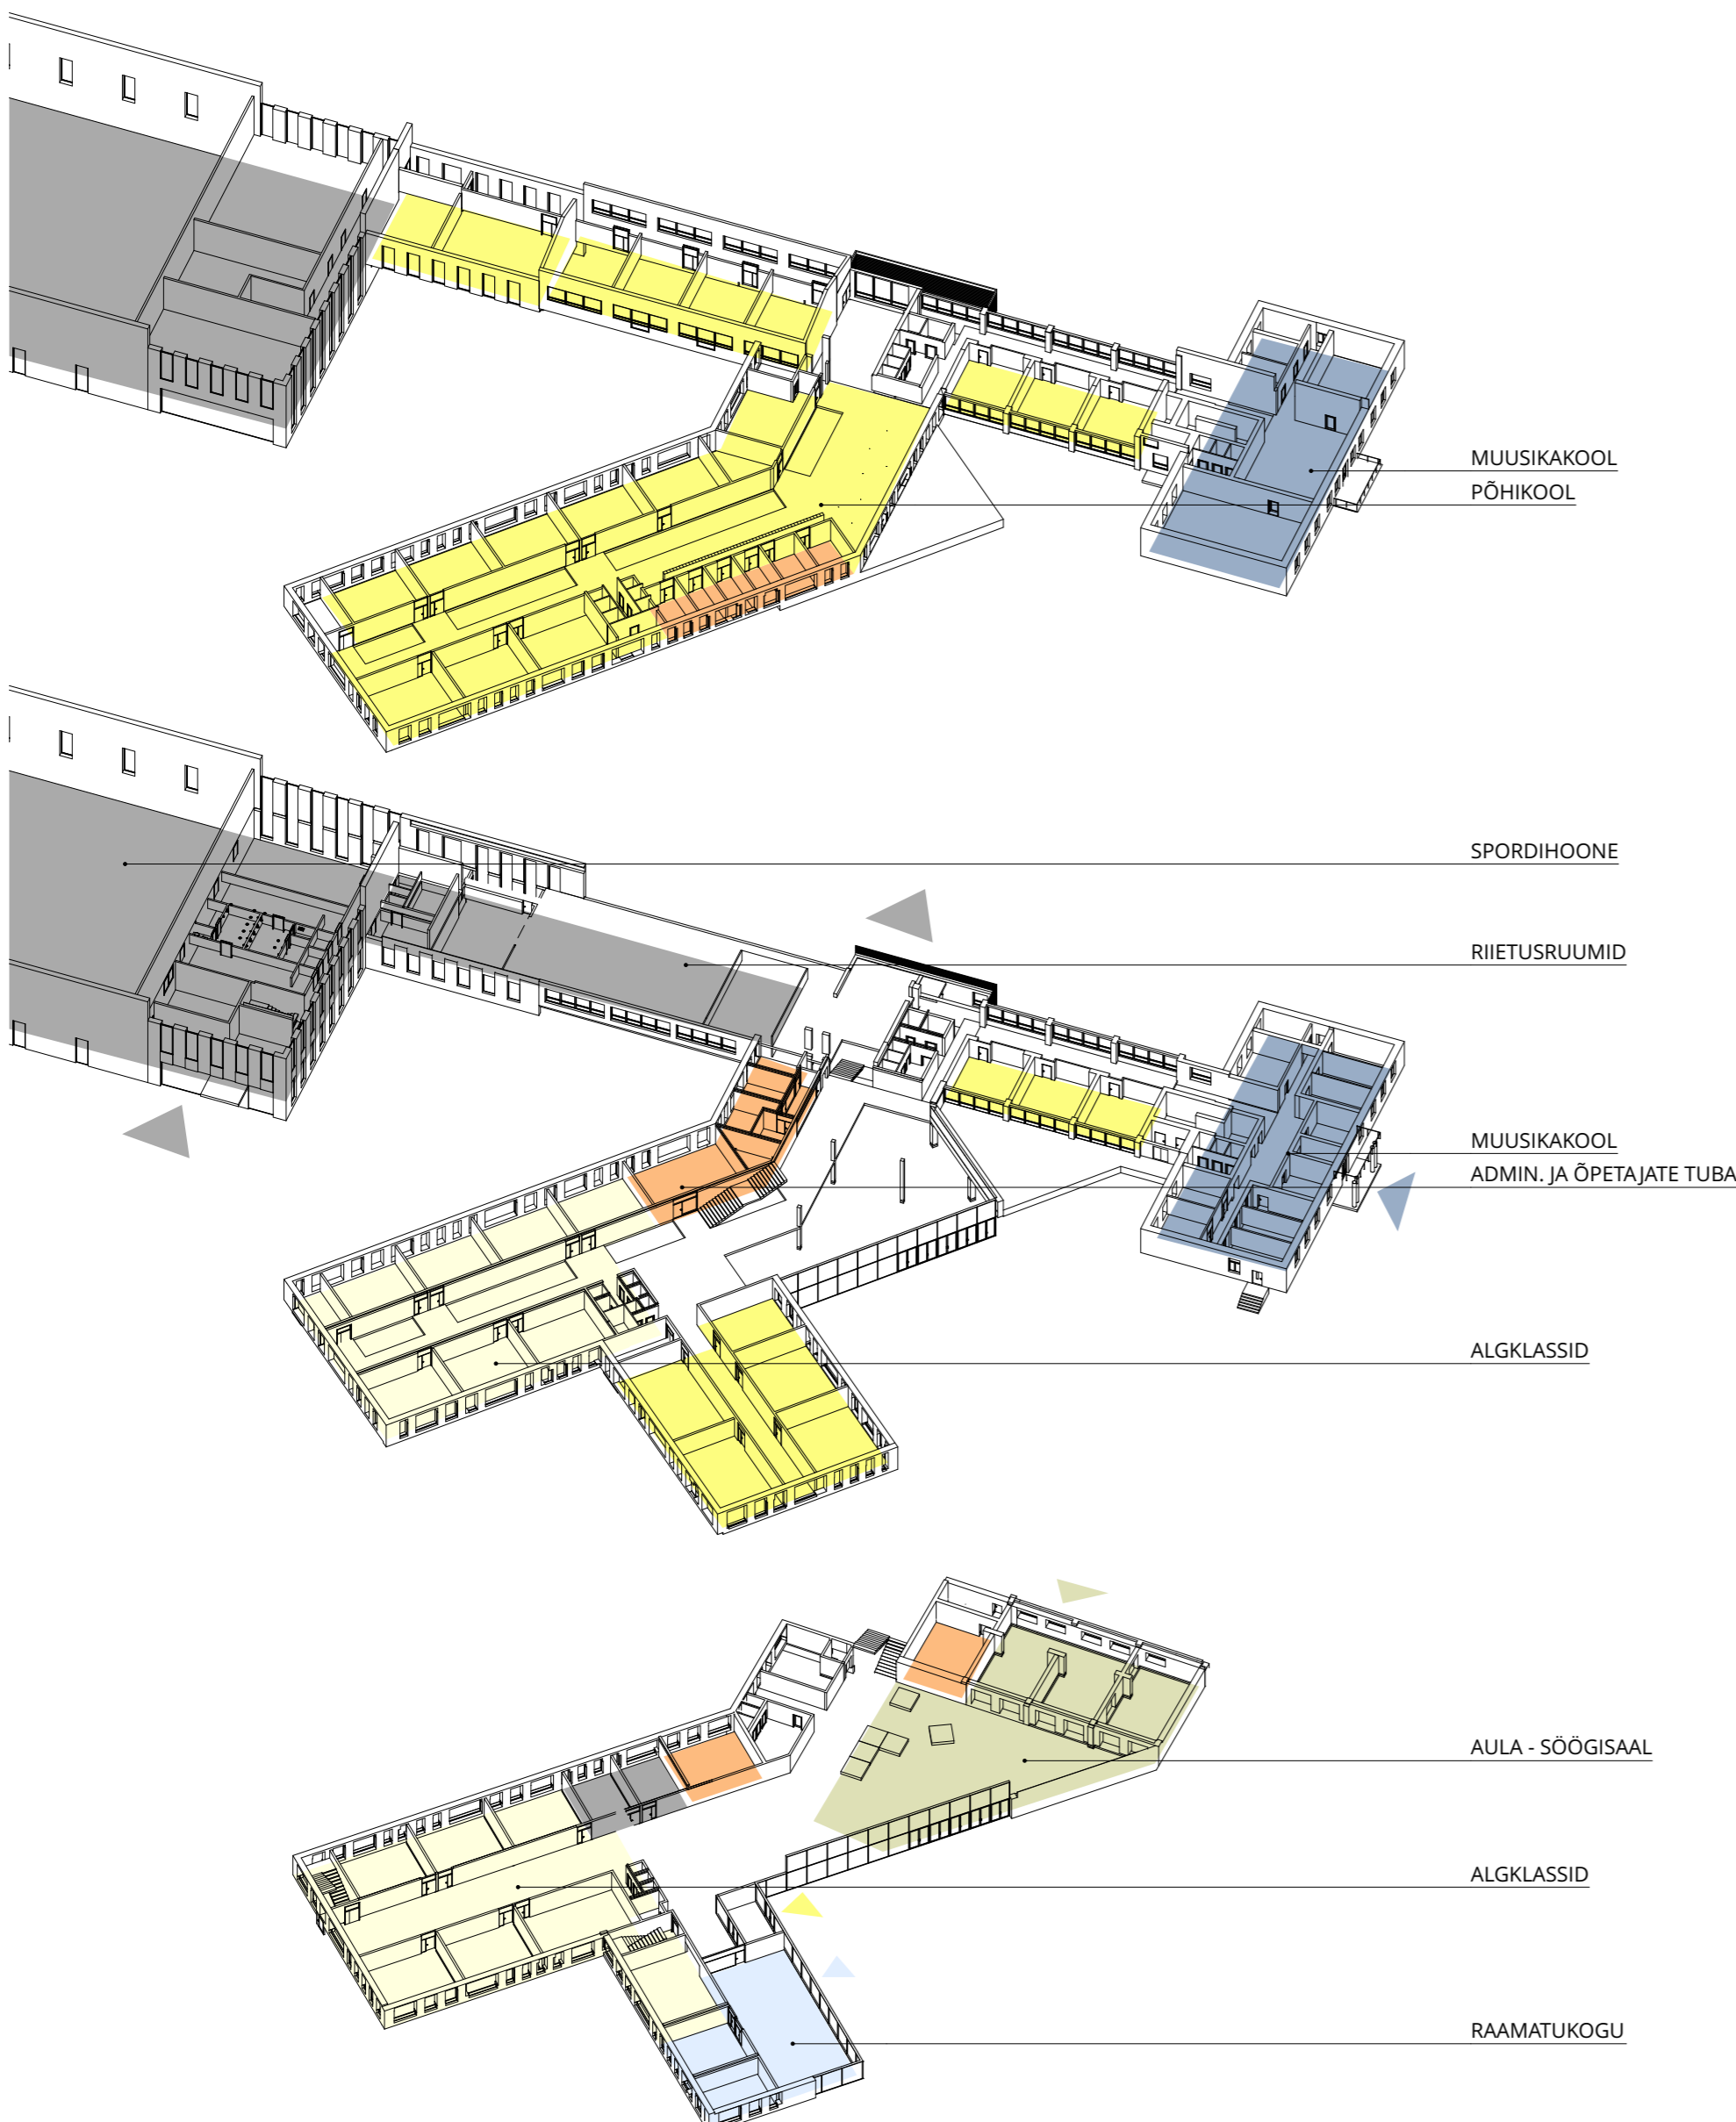 MUUSIKAKOOL
PÕHIKOOL
SPORDIHOONE
RIIETUSRUUMID
MUUSIKAKOOL
ADMIN. JA ÕPETAJATE TUBA
ALGKLASSID
AULA - SÖÖGISAAL
ALGKLASSID
RAAMATUKOGU